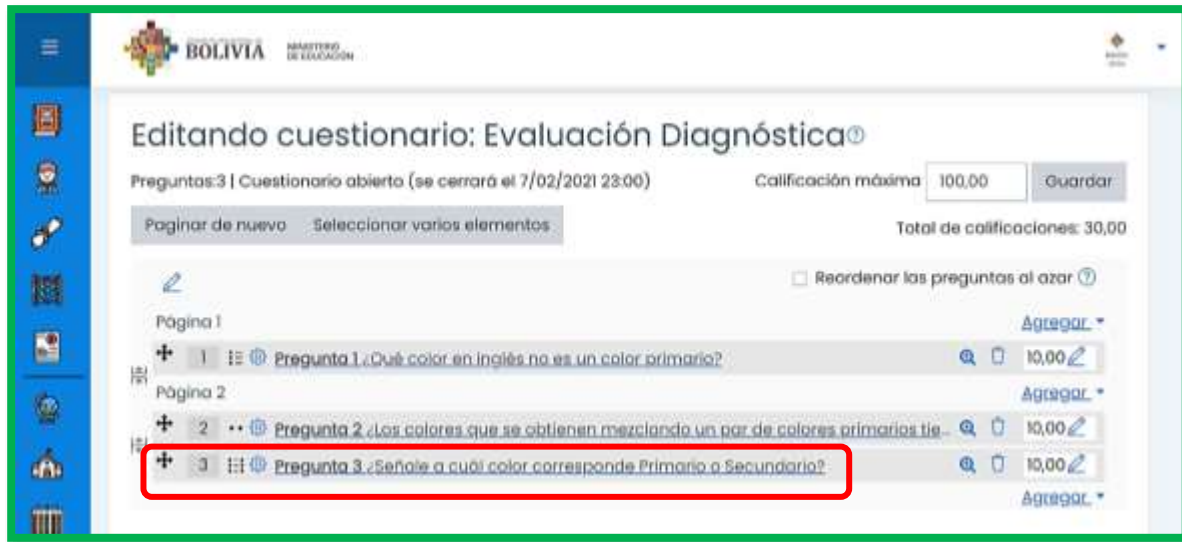 BOLIVIA MINISTERIO DE EDUCACIÓN
Editando cuestionario: Evaluación Diagnóstica
Preguntas:3 | Cuestionario abierto (se cerrará el 7/02/2021 23:00) Calificación máxima 100,00 Guardar
Paginar de nuevo Seleccionar varios elementos Total de calificaciones: 30,00
Reordenar las preguntas al azar
Página 1 Agregar
1 Pregunta 1 ¿Qué color en inglés no es un color primario? 10,00
Página 2 Agregar
2 Pregunta 2 ¿Los colores que se obtienen mezclando un par de colores primarios tie... 10,00
3 Pregunta 3 ¿Señale a cuál color corresponde Primario o Secundario? 10,00
Agregar